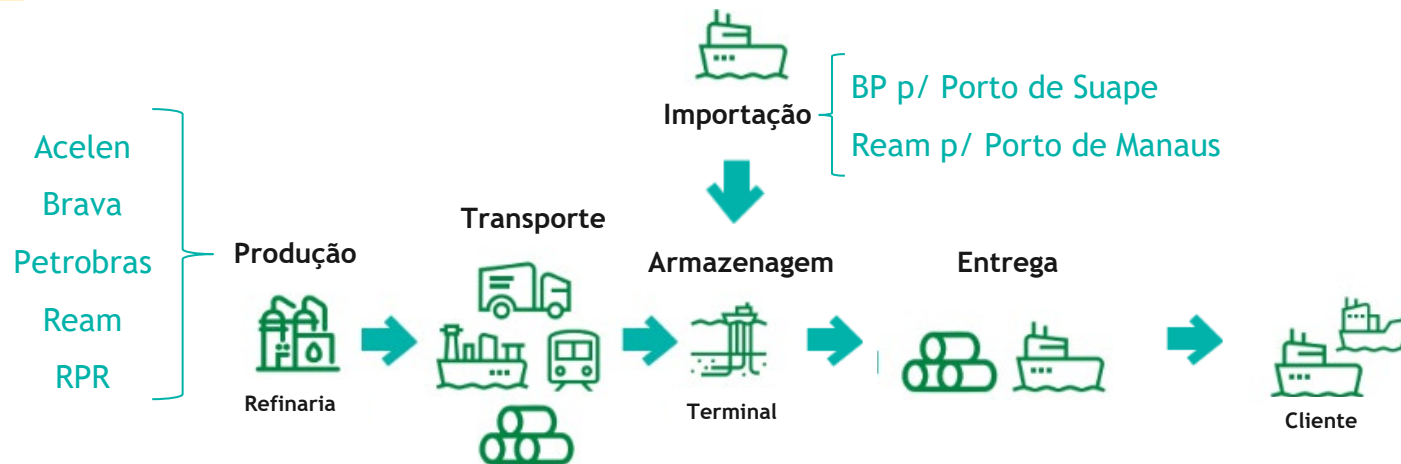 Importação
BP p/ Porto de Suape
Ream p/ Porto de Manaus
Acelen
Brava
Petrobras
Ream
RPR
Produção
Refinaria
Transporte
Armazenagem
Terminal
Entrega
Cliente